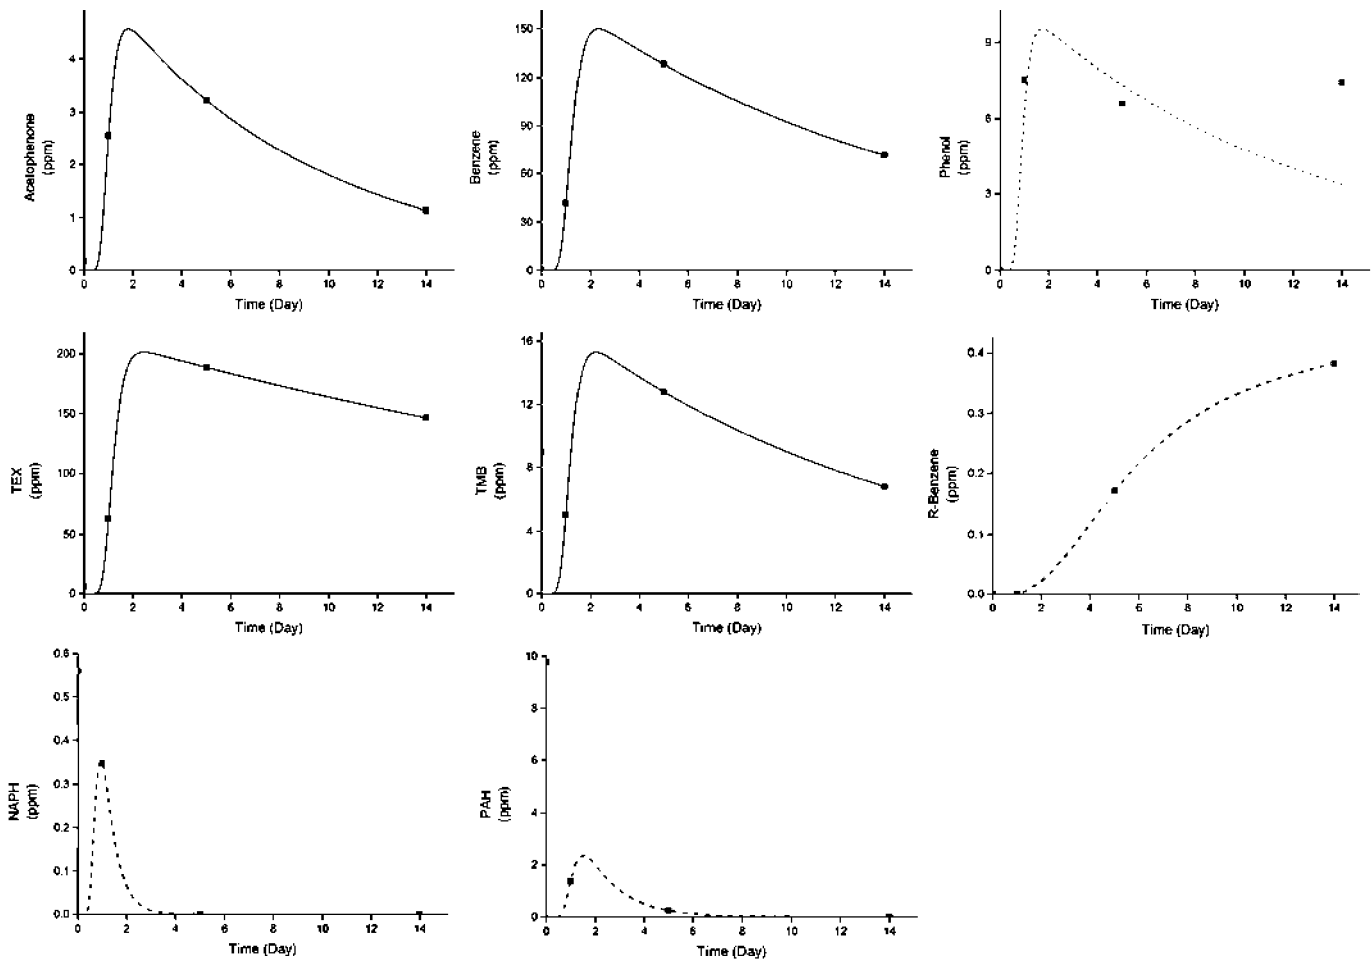 Acetophenone
(ppm)
4
3
2
1
0
0 2 4 6 8 10 12 14
Time (Day)
Benzene
(ppm)
150
120
90
60
30
0
0 2 4 6 8 10 12 14
Time (Day)
Phenol
(ppm)
9
6
3
0
0 2 4 6 8 10 12 14
Time (Day)
TEX
(ppm)
200
150
100
50
0
0 2 4 6 8 10 12 14
Time (Day)
TMB
(ppm)
16
12
8
4
0
0 2 4 6 8 10 12 14
Time (Day)
R-Benzene
(ppm)
0.4
0.3
0.2
0.1
0.0
0 2 4 6 8 10 12 14
Time (Day)
NAPH
(ppm)
0.6
0.5
0.4
0.3
0.2
0.1
0.0
0 2 4 6 8 10 12 14
Time (Day)
PAH
(ppm)
10
8
6
4
2
0
0 2 4 6 8 10 12 14
Time (Day)